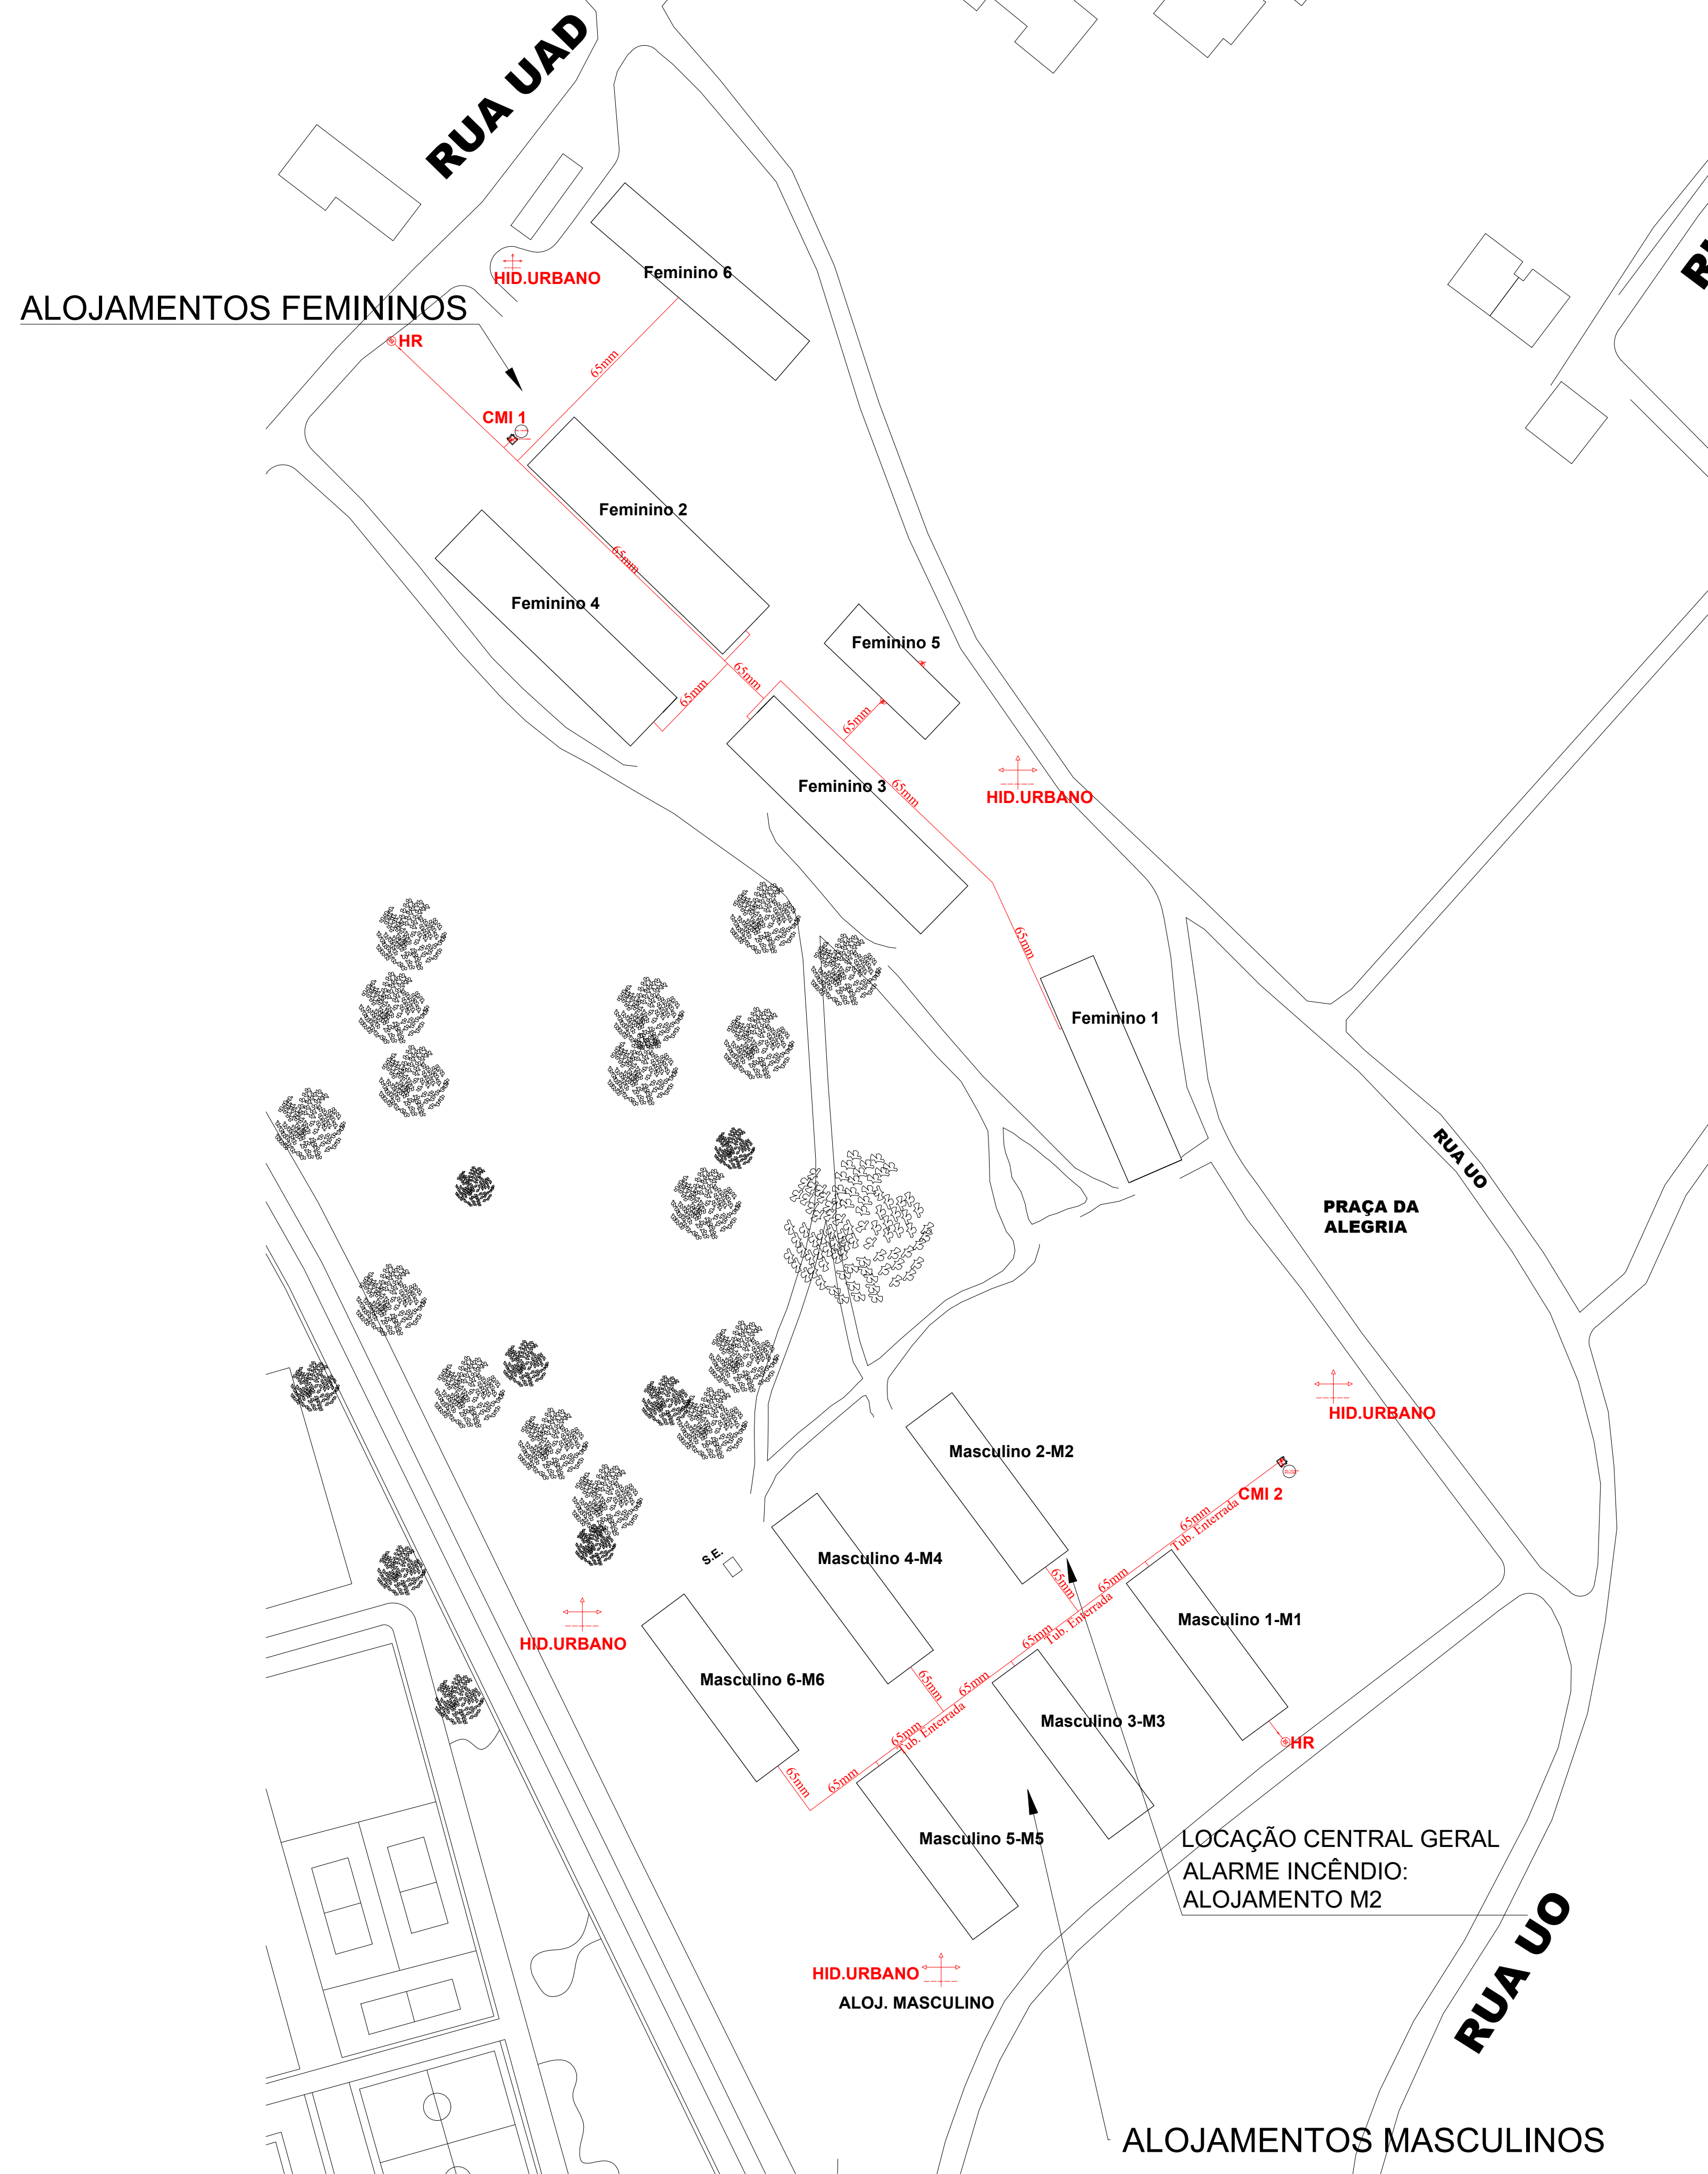 RUA UAD
HID.URBANO
Feminino 6
ALOJAMENTOS FEMININOS
HR
65mm
CMI 1
Feminino 2
65mm
Feminino 4
Feminino 5
65mm
65mm
65mm
Feminino 3
65mm
HID.URBANO
65mm
Feminino 1
RUA UO
PRAÇA DA
ALEGRIA
HID.URBANO
Masculino 2-M2
CMI 2
65mm
Tub. Enterrada
S.E.
Masculino 4-M4
65mm
65mm
Tub. Enterrada
Masculino 1-M1
HID.URBANO
65mm
Masculino 6-M6
65mm
65mm
Tub. Enterrada
Masculino 3-M3
65mm
HR
65mm
65mm
Masculino 5-M5
LOCAÇÃO CENTRAL GERAL
ALARME INCÊNDIO:
ALOJAMENTO M2
RUA UO
HID.URBANO
ALOJ. MASCULINO
ALOJAMENTOS MASCULINOS